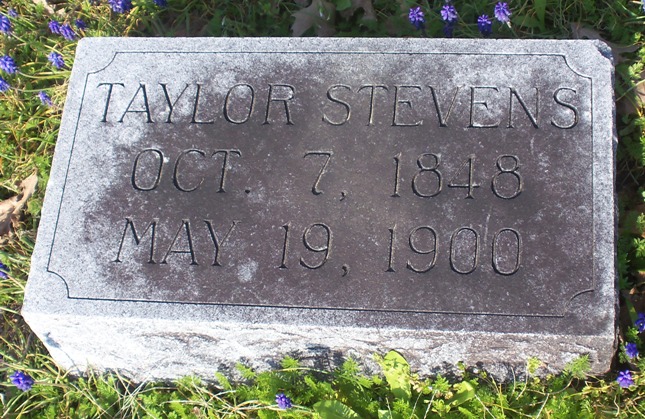 TAYLOR STEVENS
OCT. 7, 1848
MAY 19, 1900